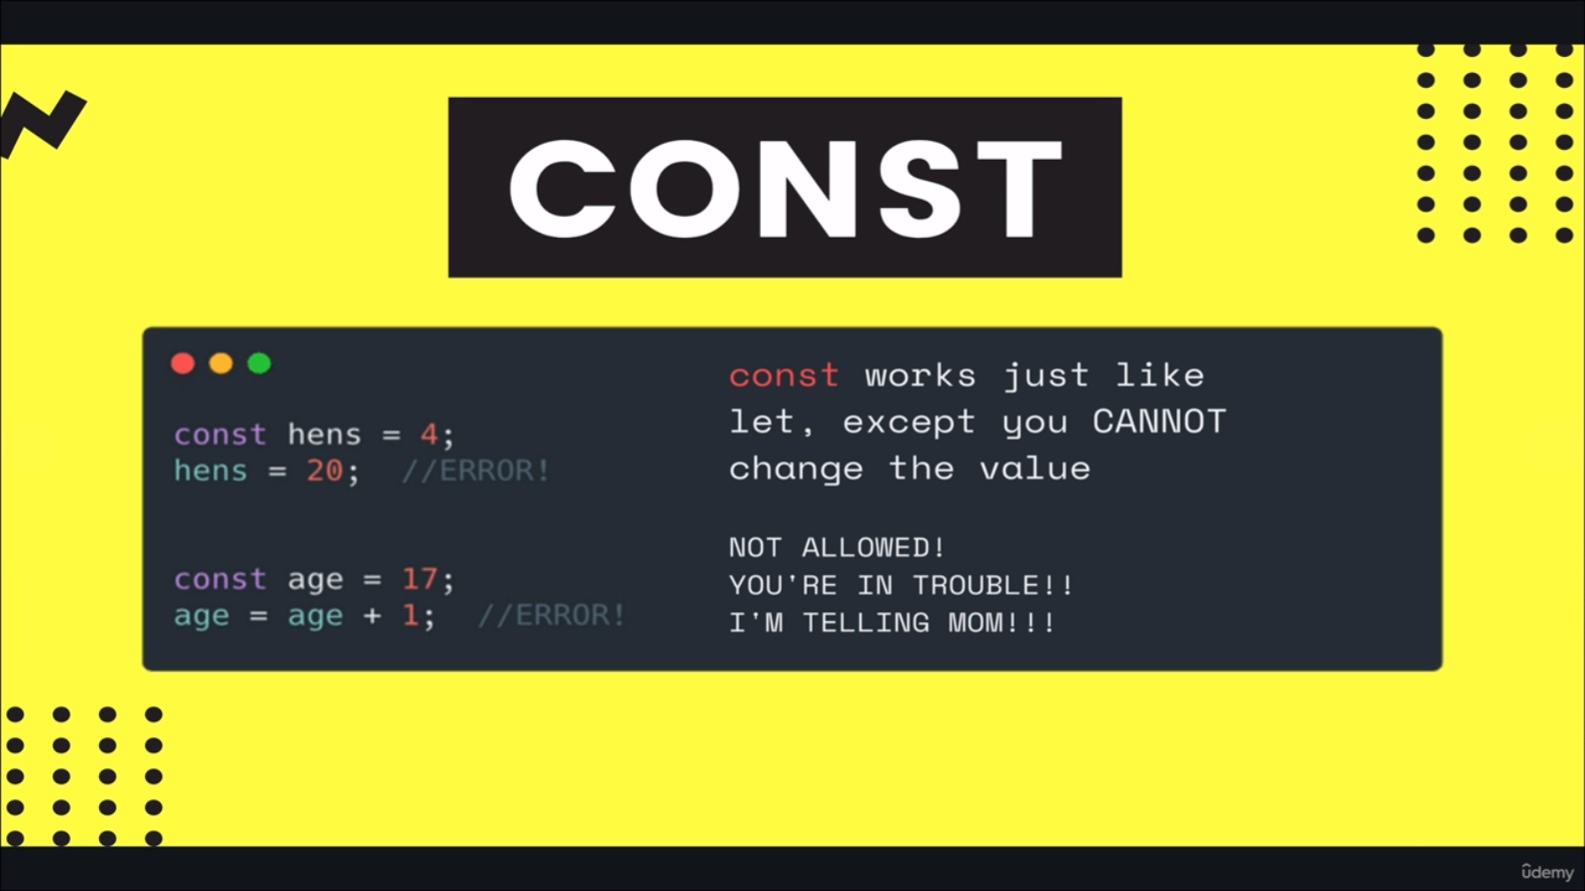 CONST
const hens = 4;
hens = 20;  //ERROR!
const age = 17;
age = age + 1;  //ERROR!
const works just like
let, except you CANNOT
change the value
NOT ALLOWED!
YOU'RE IN TROUBLE!!
I'M TELLING MOM!!!
ûdemy